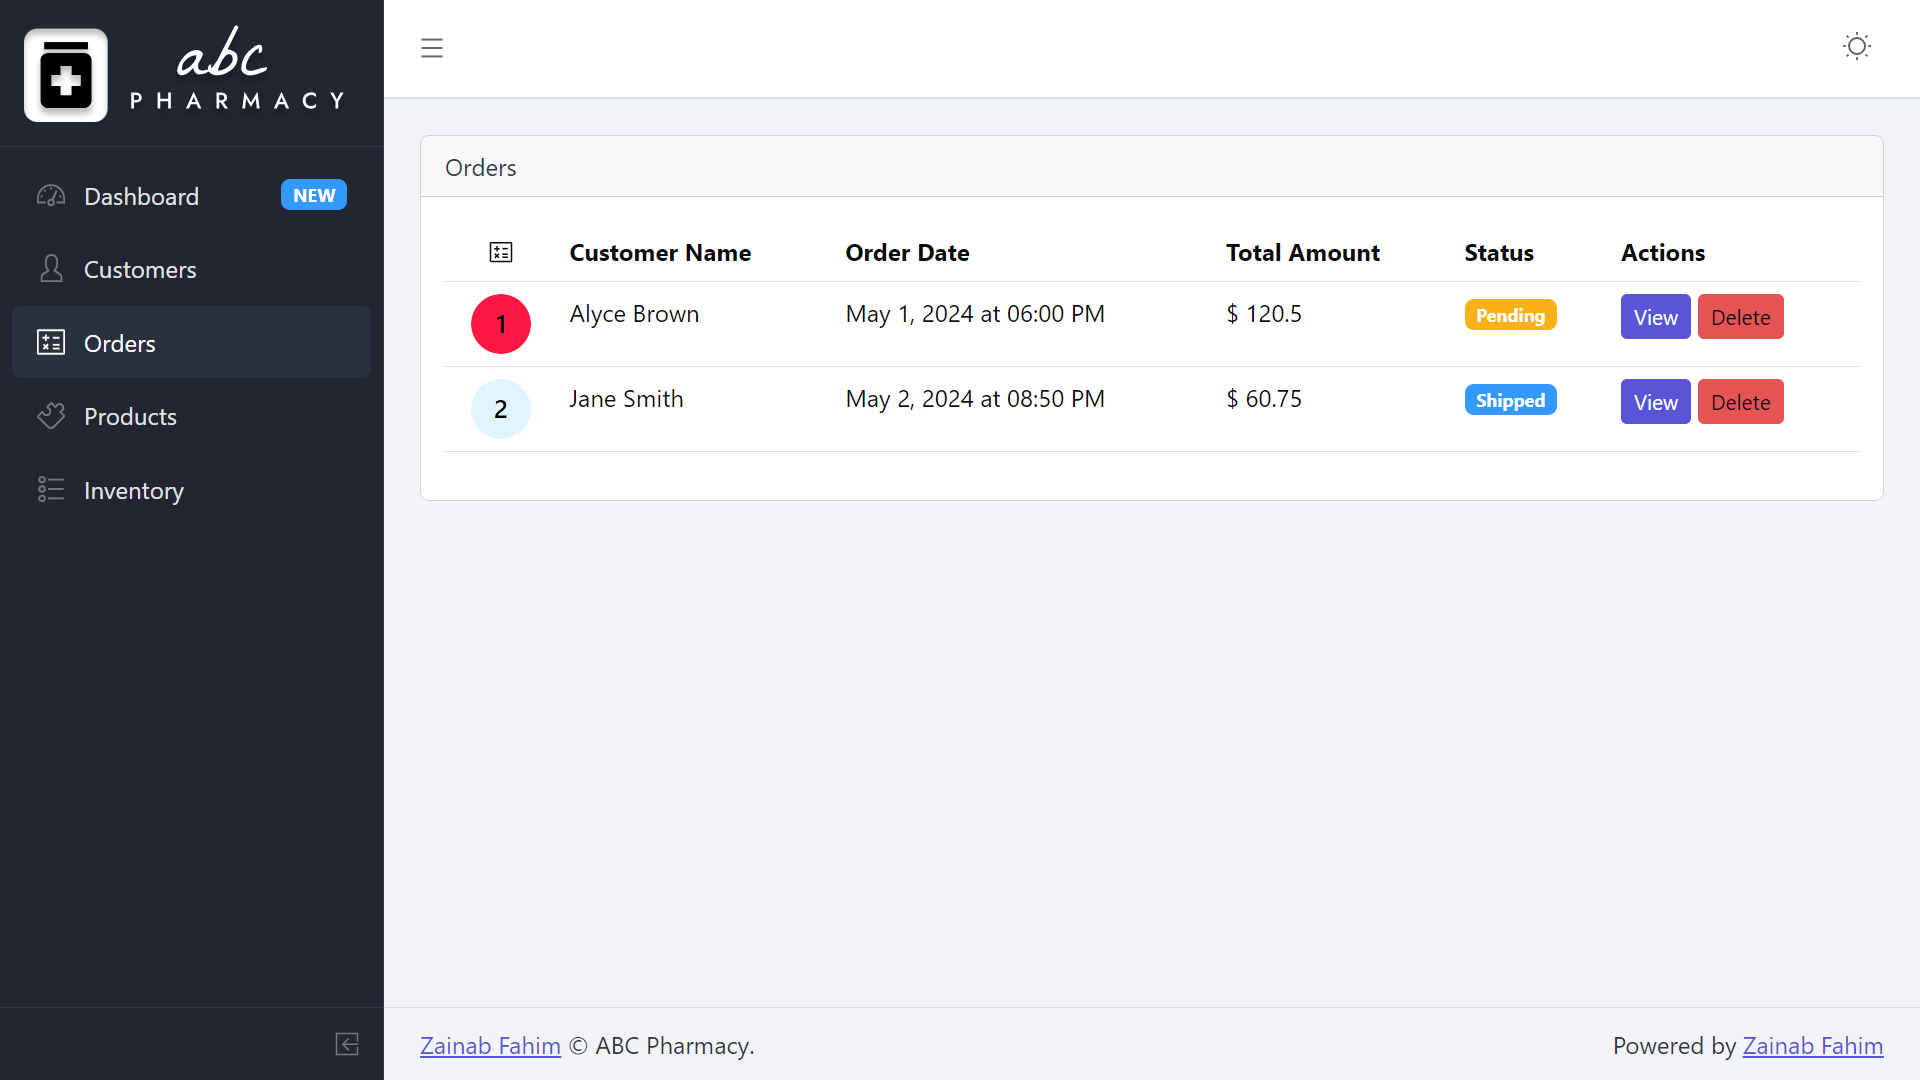 abc
PHARMACY
Dashboard NEW
Customers
Orders
Products
Inventory
Orders
Customer Name Order Date Total Amount Status Actions
1 Alyce Brown May 1, 2024 at 06:00 PM $ 120.5 Pending View Delete
2 Jane Smith May 2, 2024 at 08:50 PM $ 60.75 Shipped View Delete
Zainab Fahim © ABC Pharmacy. Powered by Zainab Fahim